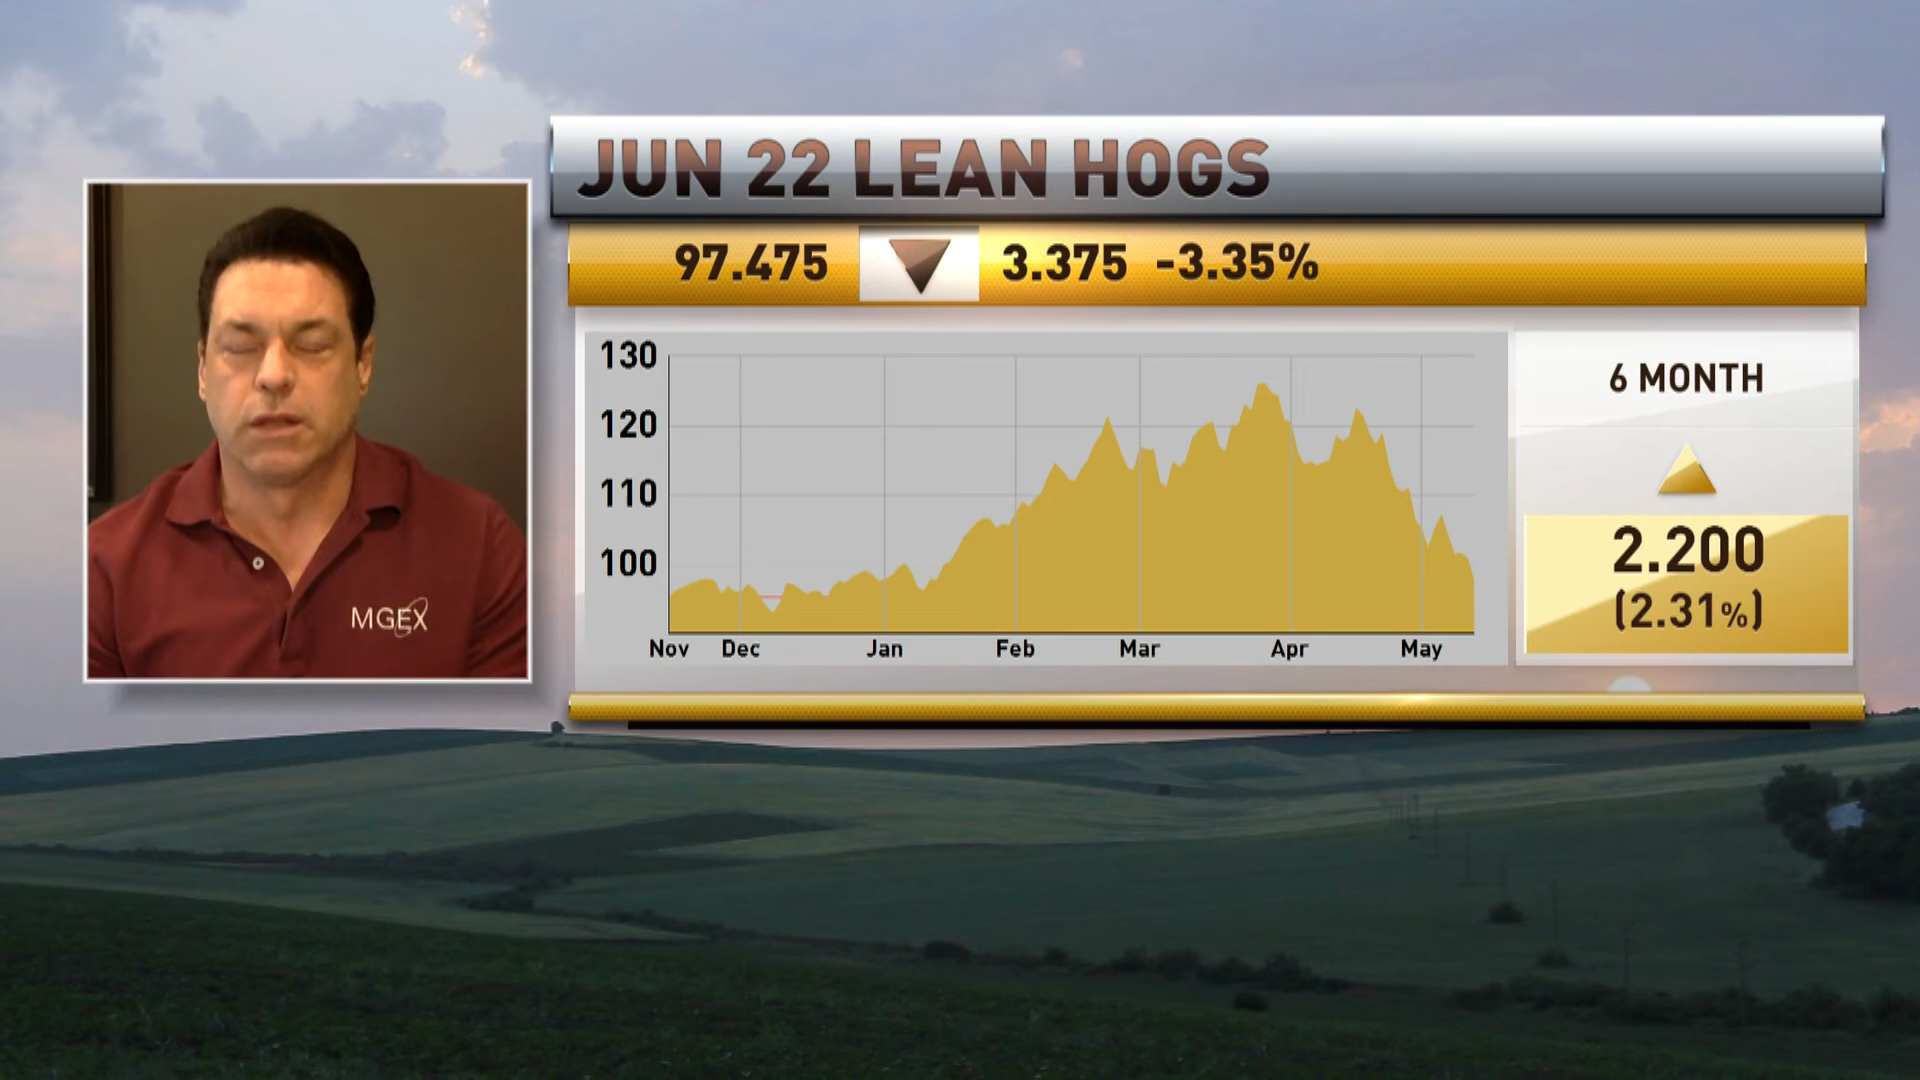 JUN 22 LEAN HOGS
97.475 3.375 -3.35%
130
120
110
100
Nov Dec Jan Feb Mar Apr May
6 MONTH
2.200
(2.31%)
MGEX